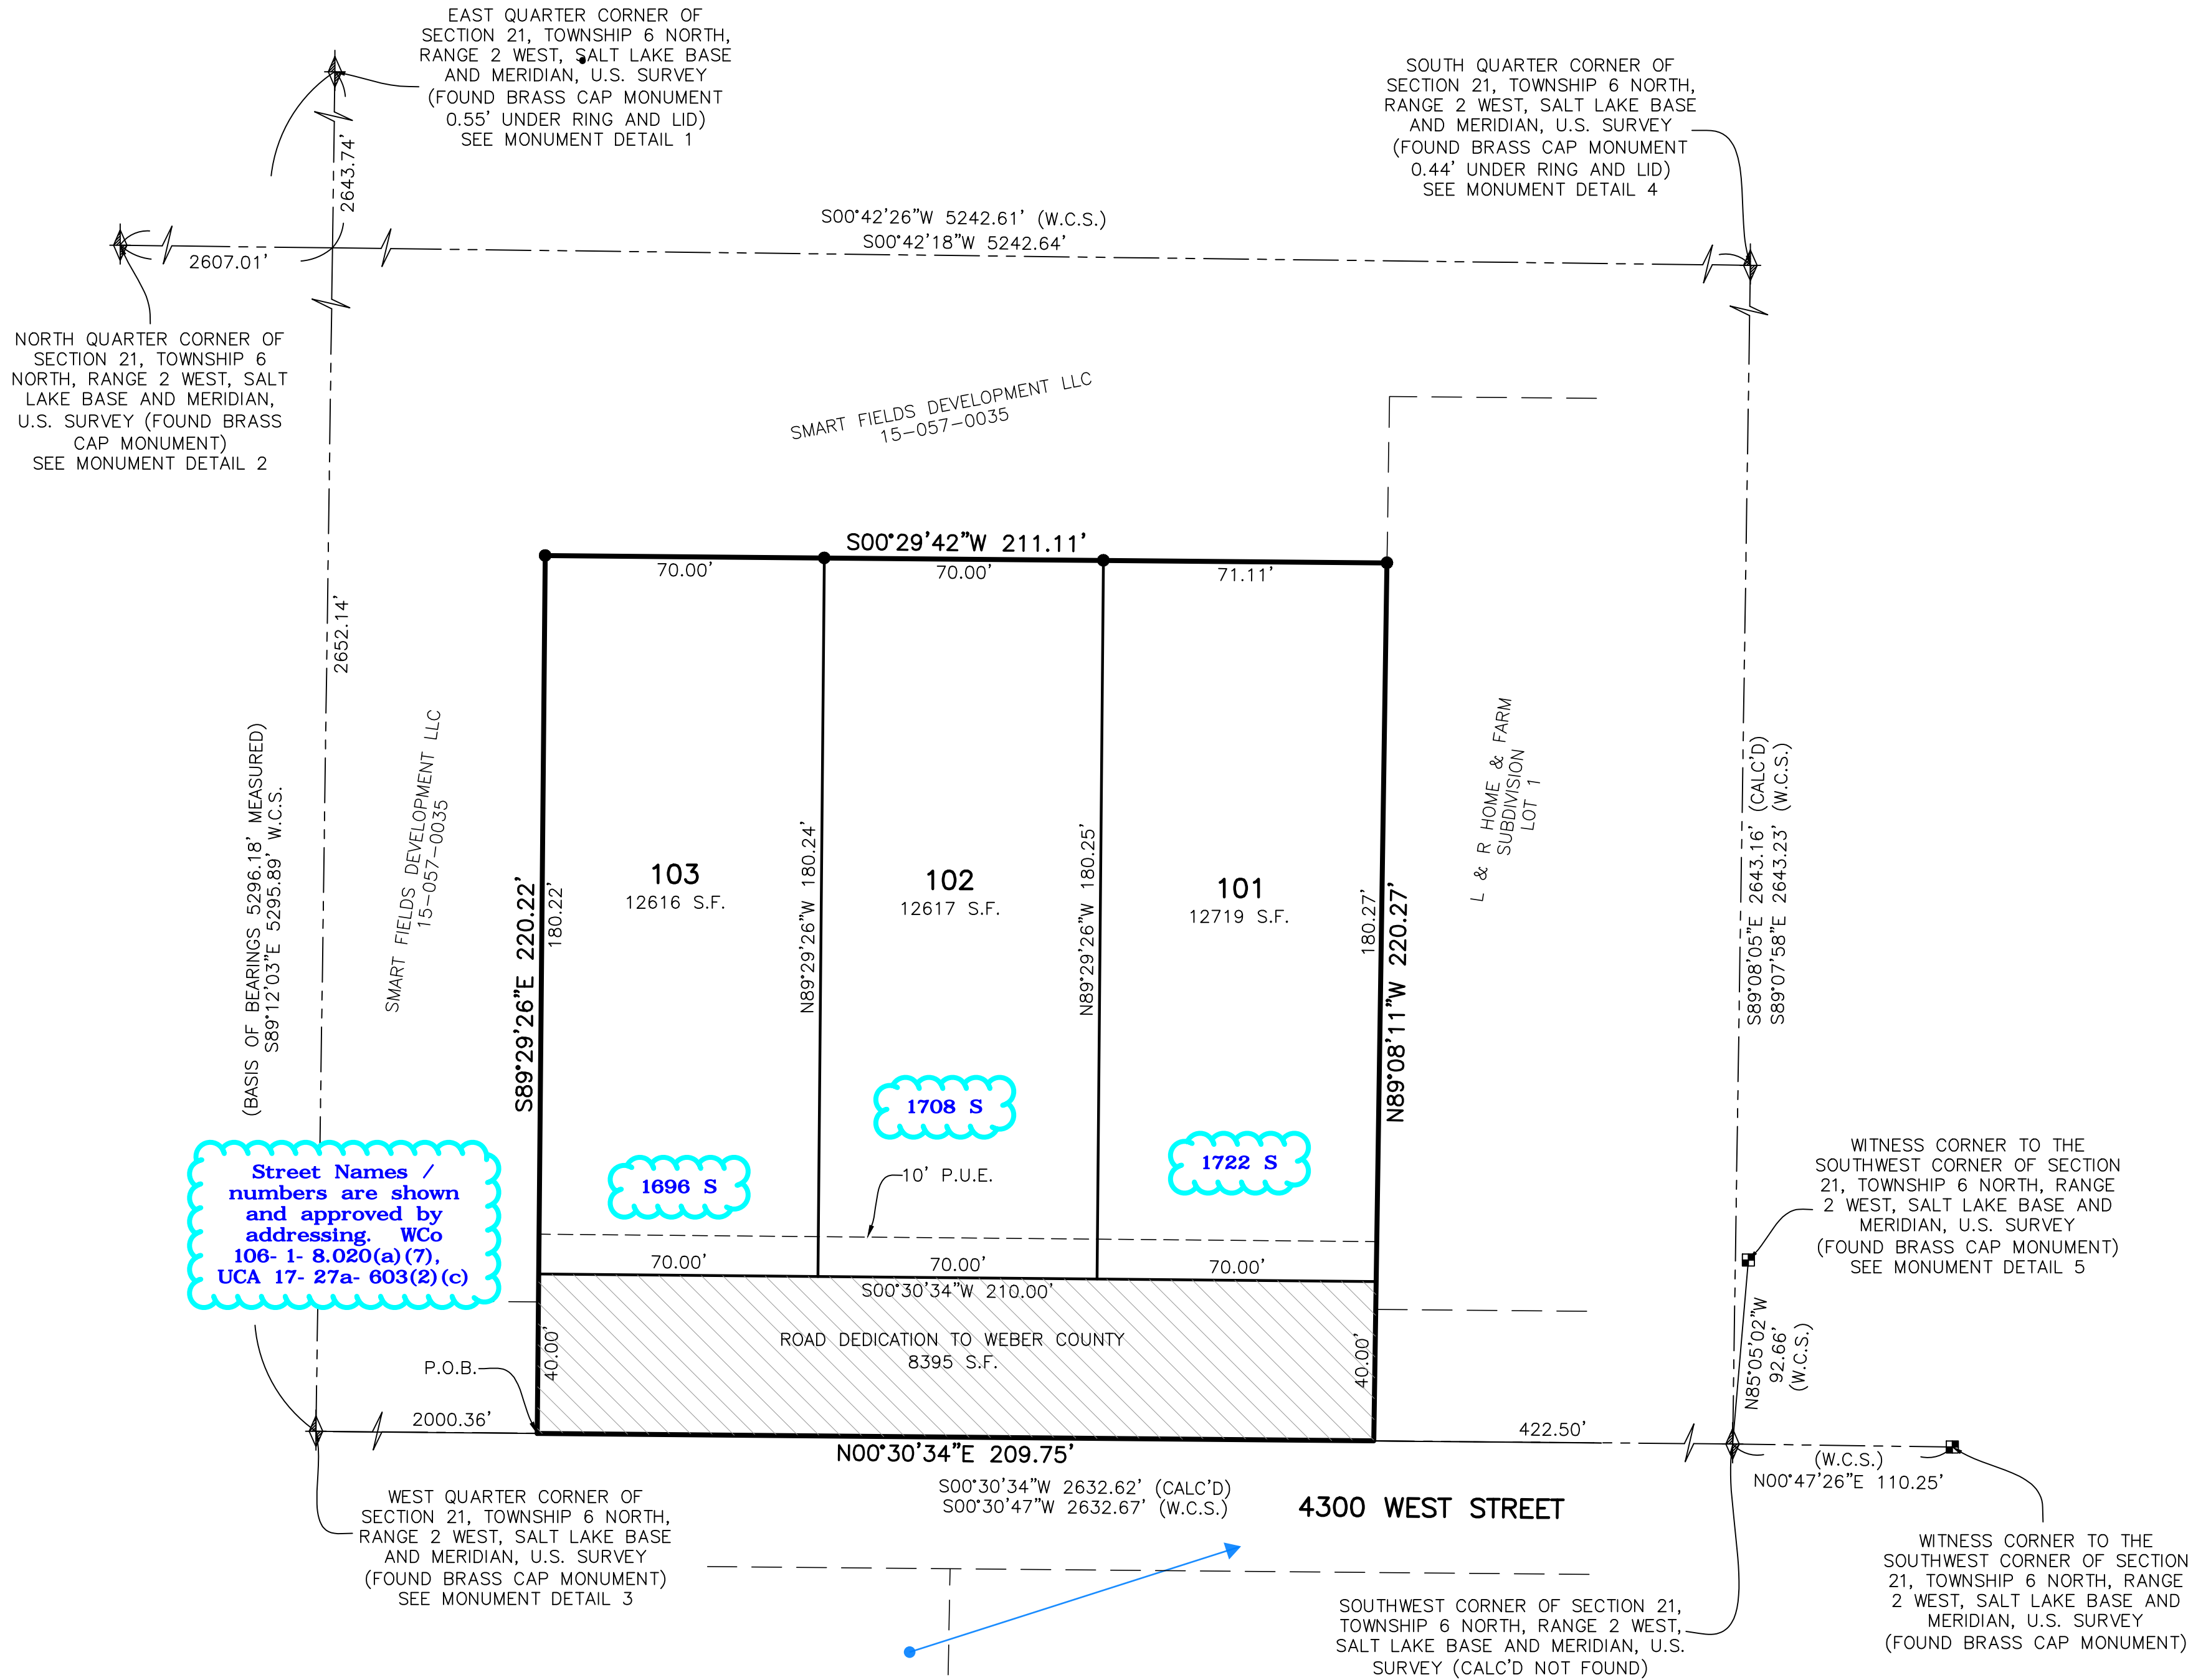 EAST QUARTER CORNER OF
SECTION 21, TOWNSHIP 6 NORTH,
RANGE 2 WEST, SALT LAKE BASE
AND MERIDIAN, U.S. SURVEY
(FOUND BRASS CAP MONUMENT
0.55' UNDER RING AND LID)
SEE MONUMENT DETAIL 1
SOUTH QUARTER CORNER OF
SECTION 21, TOWNSHIP 6 NORTH,
RANGE 2 WEST, SALT LAKE BASE
AND MERIDIAN, U.S. SURVEY
(FOUND BRASS CAP MONUMENT
0.44' UNDER RING AND LID)
SEE MONUMENT DETAIL 4
2643.74'
S00°42'26"W 5242.61' (W.C.S.)
S00°42'18"W 5242.64'
2607.01'
NORTH QUARTER CORNER OF
SECTION 21, TOWNSHIP 6
NORTH, RANGE 2 WEST, SALT
LAKE BASE AND MERIDIAN,
U.S. SURVEY (FOUND BRASS
CAP MONUMENT)
SEE MONUMENT DETAIL 2
SMART FIELDS DEVELOPMENT LLC
15-057-0035
S00°29'42"W 211.11'
70.00'
70.00'
71.11'
2652.14'
(BASIS OF BEARINGS 5296.18' MEASURED)
S89°12'03"E 5295.89' W.C.S.
SMART FIELDS DEVELOPMENT LLC
15-057-0035
S89°29'26"E 220.22'
180.22'
103
12616 S.F.
N89°29'26"W 180.24'
102
12617 S.F.
N89°29'26"W 180.25'
101
12719 S.F.
180.27'
N89°08'11"W 220.27'
L & R HOME & FARM
SUBDIVISION
LOT 1
S89°08'05"E 2643.16' (CALC'D)
S89°07'58"E 2643.23' (W.C.S.)
1708 S
1722 S
1696 S
10' P.U.E.
Street Names /
numbers are shown
and approved by
addressing. WCo
106- 1- 8.020(a)(7),
UCA 17- 27a- 603(2)(c)
WITNESS CORNER TO THE
SOUTHWEST CORNER OF SECTION
21, TOWNSHIP 6 NORTH, RANGE
2 WEST, SALT LAKE BASE AND
MERIDIAN, U.S. SURVEY
(FOUND BRASS CAP MONUMENT)
SEE MONUMENT DETAIL 5
70.00'
70.00'
70.00'
S00°30'34"W 210.00'
ROAD DEDICATION TO WEBER COUNTY
8395 S.F.
40.00'
40.00'
P.O.B.
N85°05'02"W
92.66'
(W.C.S.)
2000.36'
422.50'
N00°30'34"E 209.75'
(W.C.S.)
N00°47'26"E 110.25'
S00°30'34"W 2632.62' (CALC'D)
S00°30'47"W 2632.67' (W.C.S.)
4300 WEST STREET
WEST QUARTER CORNER OF
SECTION 21, TOWNSHIP 6 NORTH,
RANGE 2 WEST, SALT LAKE BASE
AND MERIDIAN, U.S. SURVEY
(FOUND BRASS CAP MONUMENT)
SEE MONUMENT DETAIL 3
SOUTHWEST CORNER OF SECTION 21,
TOWNSHIP 6 NORTH, RANGE 2 WEST,
SALT LAKE BASE AND MERIDIAN, U.S.
SURVEY (CALC'D NOT FOUND)
WITNESS CORNER TO THE
SOUTHWEST CORNER OF SECTION
21, TOWNSHIP 6 NORTH, RANGE
2 WEST, SALT LAKE BASE AND
MERIDIAN, U.S. SURVEY
(FOUND BRASS CAP MONUMENT)